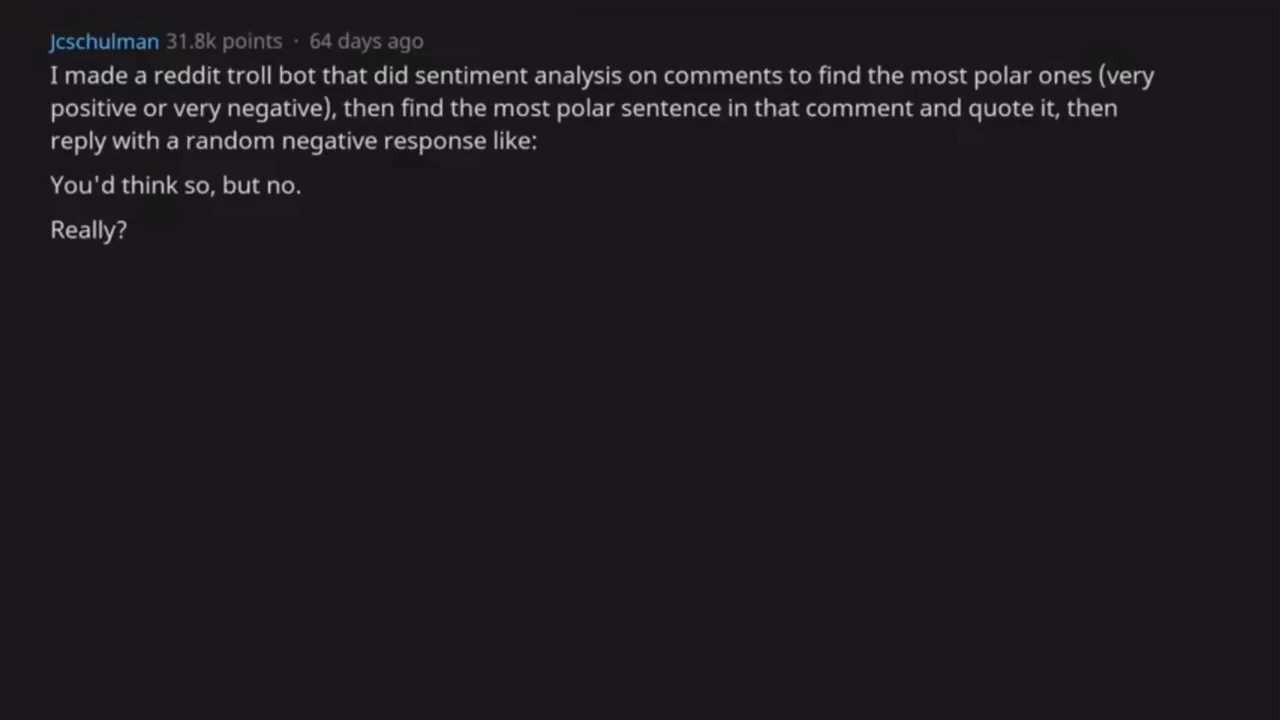 Jcschulman 31.8k points · 64 days ago
I made a reddit troll bot that did sentiment analysis on comments to find the most polar ones (very
positive or very negative), then find the most polar sentence in that comment and quote it, then
reply with a random negative response like:
You'd think so, but no.
Really?